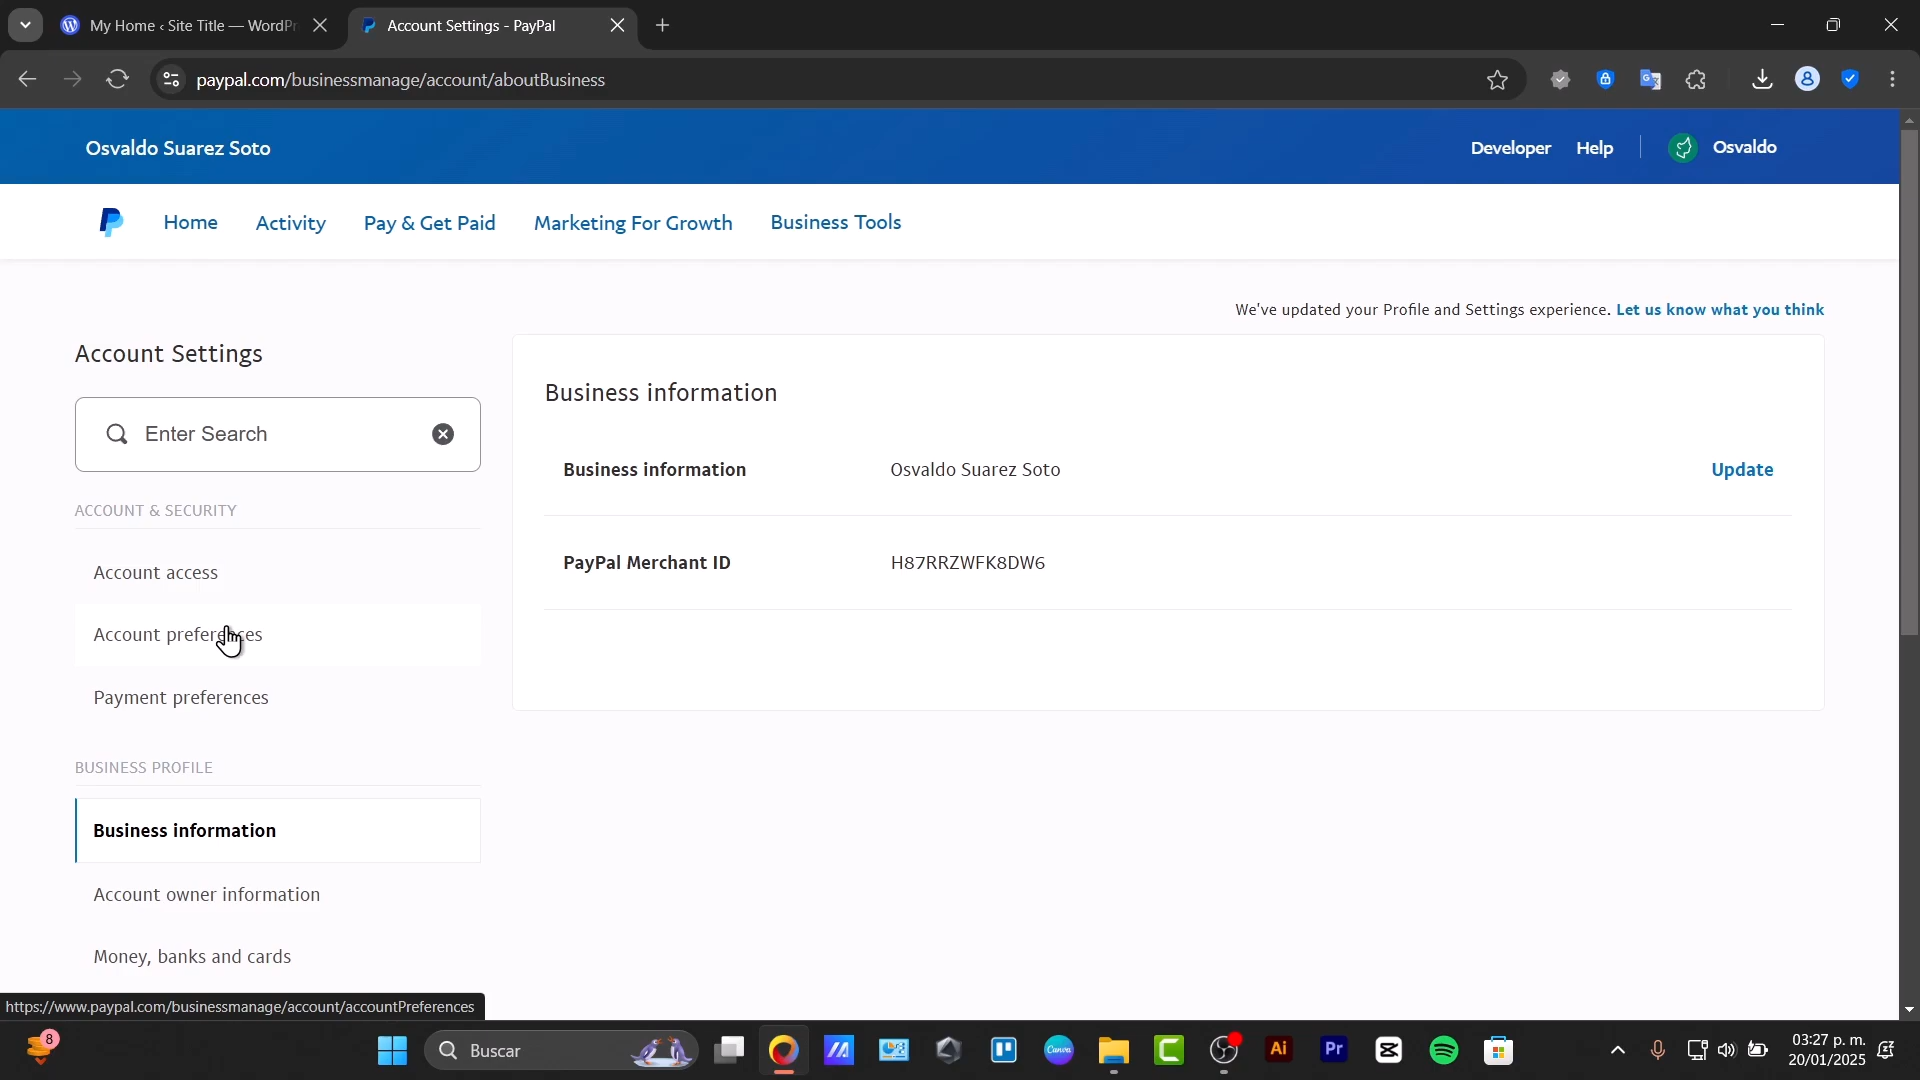 My Home ‹ Site Title — WordPr
Account Settings - PayPal
paypal.com/businessmanage/account/aboutBusiness
Osvaldo Suarez Soto
Developer
Help
Osvaldo
Home
Activity
Pay & Get Paid
Marketing For Growth
Business Tools
We've updated your Profile and Settings experience. Let us know what you think
Account Settings
Enter Search
ACCOUNT & SECURITY
Account access
Account preferences
Payment preferences
BUSINESS PROFILE
Business information
Account owner information
Money, banks and cards
Business information
Business information
Osvaldo Suarez Soto
Update
PayPal Merchant ID
H87RRZWFK8DW6
https://www.paypal.com/businessmanage/account/accountPreferences
8
Buscar
Canva
Ai
Pr
03:27 p. m.
20/01/2025